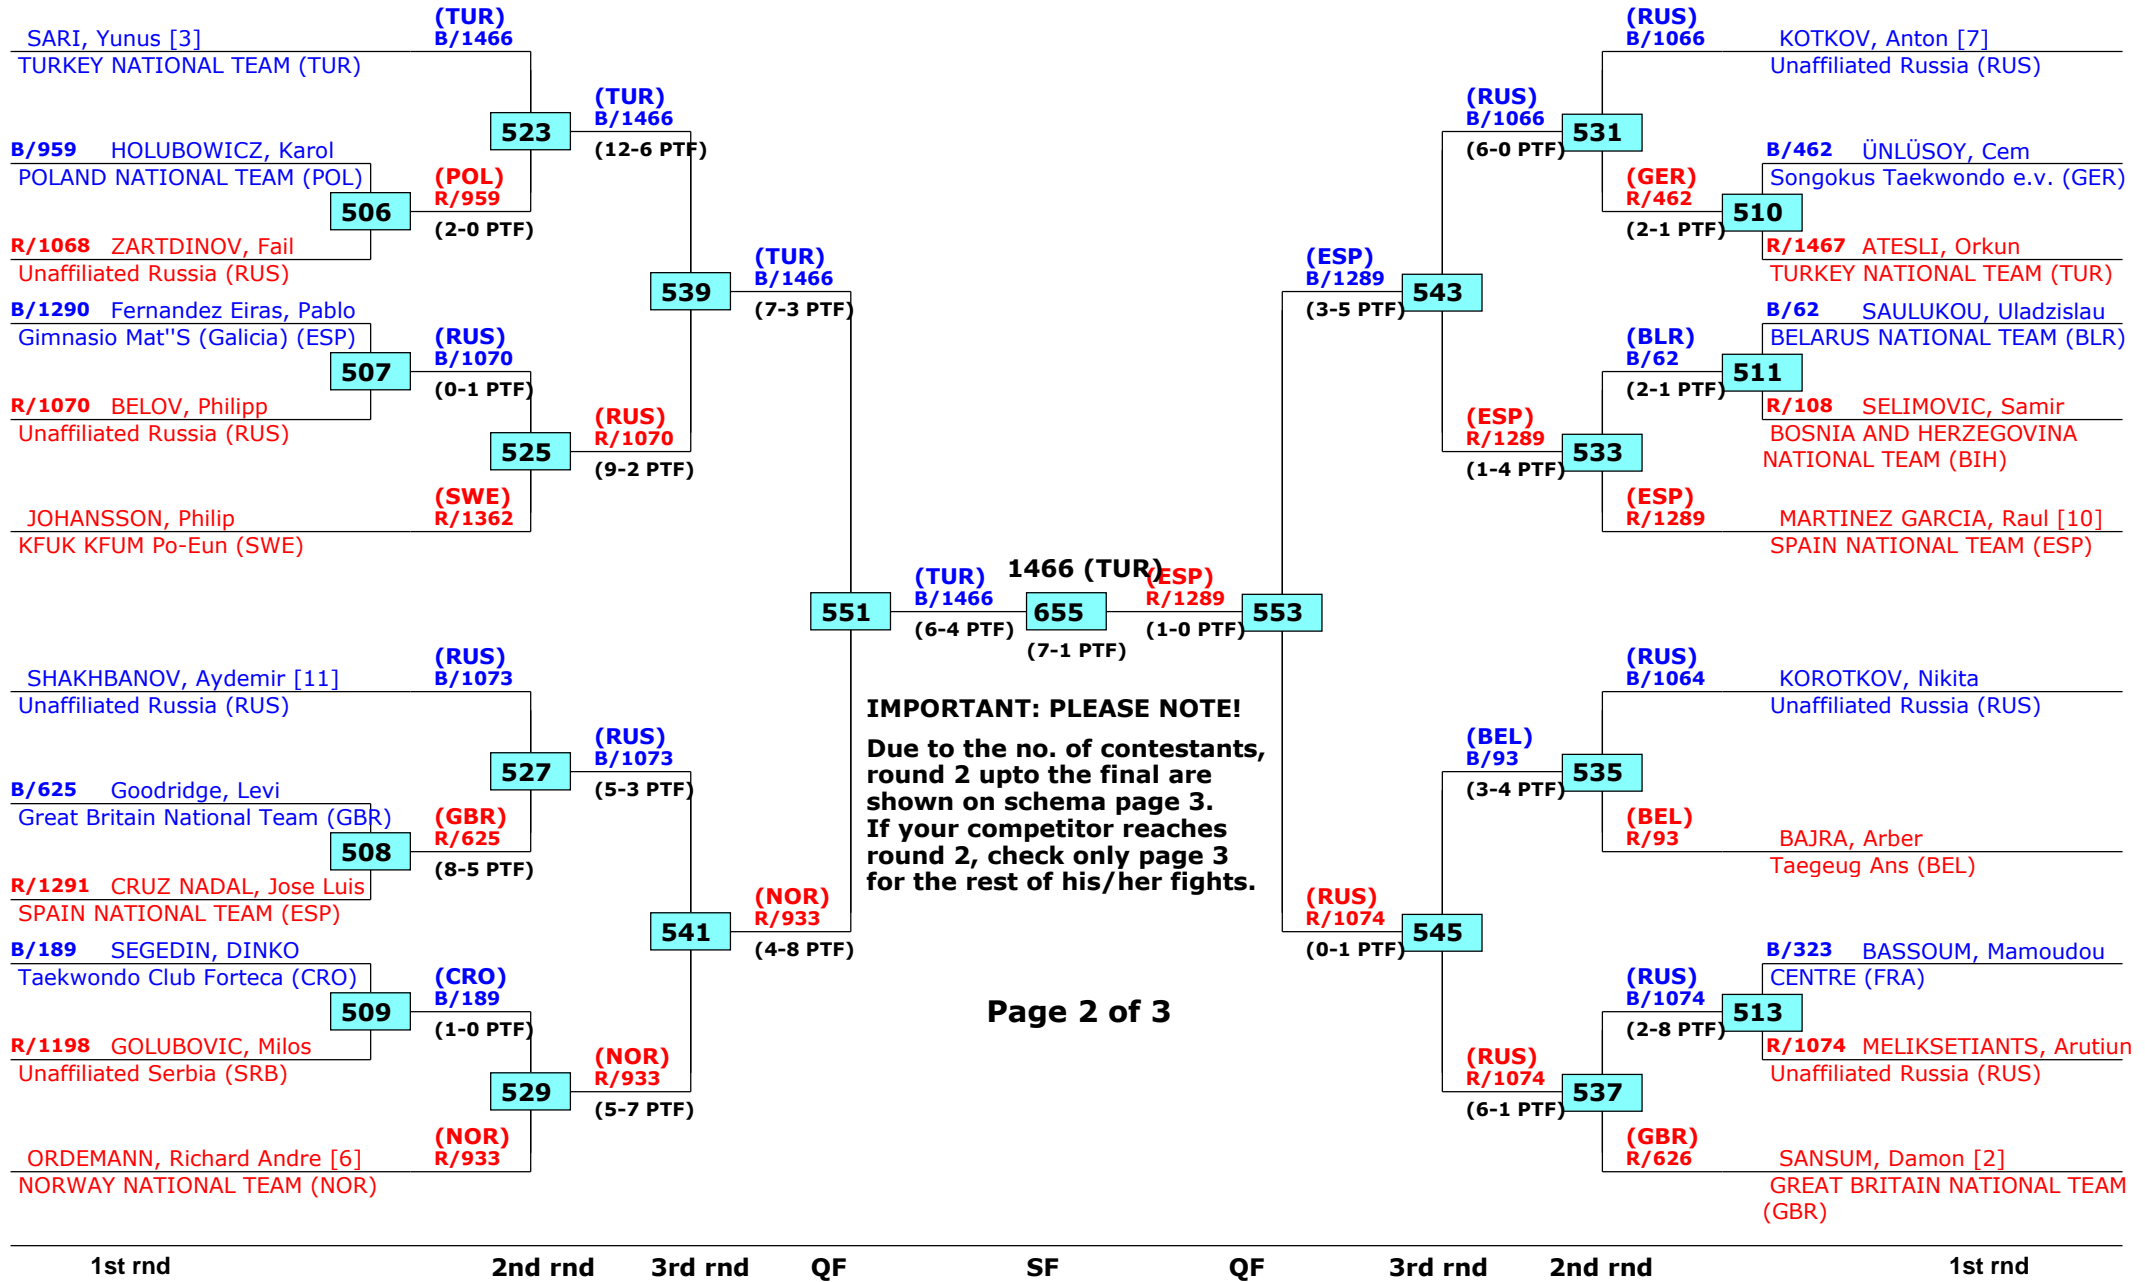 (TUR)
SARI, Yunus [3]
B/1466
TURKEY NATIONAL TEAM (TUR)
(TUR)
B/1466
523
(12-6 PTF)
B/959 HOLUBOWICZ, Karol
POLAND NATIONAL TEAM (POL)
(POL)
R/959
506
(2-0 PTF)
R/1068 ZARTDINOV, Fail
Unaffiliated Russia (RUS)
(TUR)
B/1466
539
(7-3 PTF)
B/1290 Fernandez Eiras, Pablo
Gimnasio Mat"S (Galicia) (ESP)
(RUS)
B/1070
507
(0-1 PTF)
R/1070 BELOV, Philipp
Unaffiliated Russia (RUS)
(RUS)
R/1070
525
(9-2 PTF)
(SWE)
JOHANSSON, Philip
R/1362
KFUK KFUM Po-Eun (SWE)
551
(TUR)
B/1466
(6-4 PTF)
1466 (TUR)
655
(7-1 PTF)
(ESP)
R/1289
553
(1-0 PTF)
(RUS)
SHAKHBANOV, Aydemir [11]
B/1073
Unaffiliated Russia (RUS)
(RUS)
B/1073
527
(5-3 PTF)
B/625 Goodridge, Levi
Great Britain National Team (GBR)
(GBR)
R/625
508
(8-5 PTF)
R/1291 CRUZ NADAL, Jose Luis
SPAIN NATIONAL TEAM (ESP)
(NOR)
R/933
541
(4-8 PTF)
B/189 SEGEDIN, DINKO
Taekwondo Club Forteca (CRO)
(CRO)
B/189
509
(1-0 PTF)
R/1198 GOLUBOVIC, Milos
Unaffiliated Serbia (SRB)
(NOR)
R/933
529
(5-7 PTF)
(NOR)
ORDEMANN, Richard Andre [6]
R/933
NORWAY NATIONAL TEAM (NOR)
IMPORTANT: PLEASE NOTE!
Due to the no. of contestants,
round 2 upto the final are
shown on schema page 3.
If your competitor reaches
round 2, check only page 3
for the rest of his/her fights.
Page 2 of 3
(RUS)
B/1066
KOTKOV, Anton [7]
Unaffiliated Russia (RUS)
(RUS)
B/1066
531
(6-0 PTF)
B/462 ÜNLÜSOY, Cem
Songokus Taekwondo e.v. (GER)
(GER)
R/462
510
(2-1 PTF)
R/1467 ATESLI, Orkun
TURKEY NATIONAL TEAM (TUR)
(ESP)
B/1289
543
(3-5 PTF)
B/62 SAULUKOU, Uladzislau
BELARUS NATIONAL TEAM (BLR)
(BLR)
B/62
511
(2-1 PTF)
R/108 SELIMOVIC, Samir
BOSNIA AND HERZEGOVINA
NATIONAL TEAM (BIH)
(ESP)
R/1289
533
(1-4 PTF)
(ESP)
R/1289
MARTINEZ GARCIA, Raul [10]
SPAIN NATIONAL TEAM (ESP)
(RUS)
B/1064
KOROTKOV, Nikita
Unaffiliated Russia (RUS)
(BEL)
B/93
535
(3-4 PTF)
(BEL)
R/93
BAJRA, Arber
Taegeug Ans (BEL)
(RUS)
R/1074
545
(0-1 PTF)
B/323 BASSOUM, Mamoudou
CENTRE (FRA)
(RUS)
B/1074
513
(2-8 PTF)
R/1074 MELIKSETIANTS, Arutiun
Unaffiliated Russia (RUS)
(RUS)
R/1074
537
(6-1 PTF)
(GBR)
R/626
SANSUM, Damon [2]
GREAT BRITAIN NATIONAL TEAM
(GBR)
1st rnd 2nd rnd 3rd rnd QF SF QF 3rd rnd 2nd rnd 1st rnd